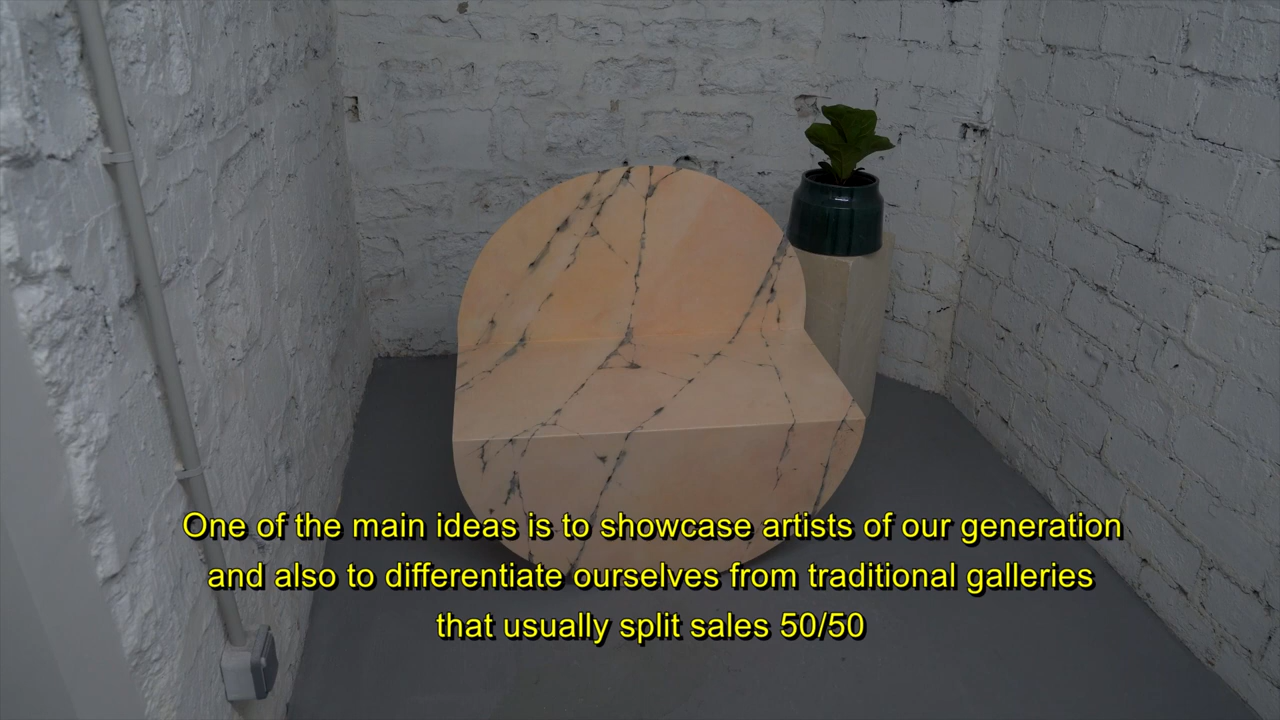 One of the main ideas is to showcase artists of our generation
and also to differentiate ourselves from traditional galleries
that usually split sales 50/50